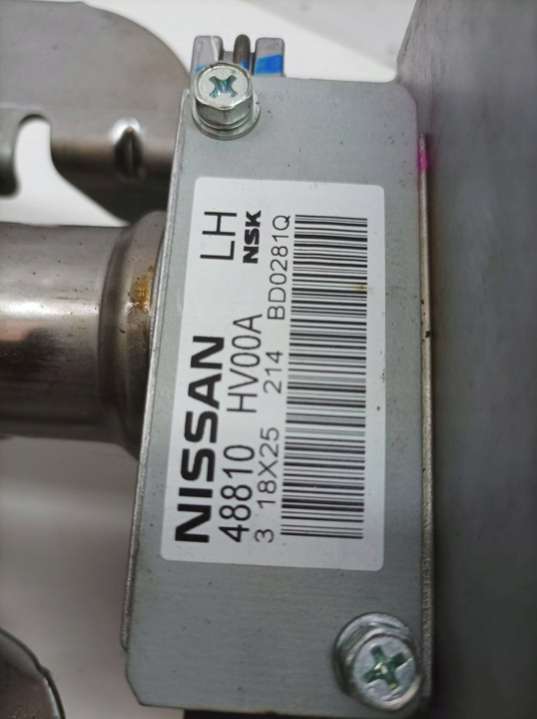 NISSAN LH
48810 HV00A NSK
3 18X25 214 BD0281Q